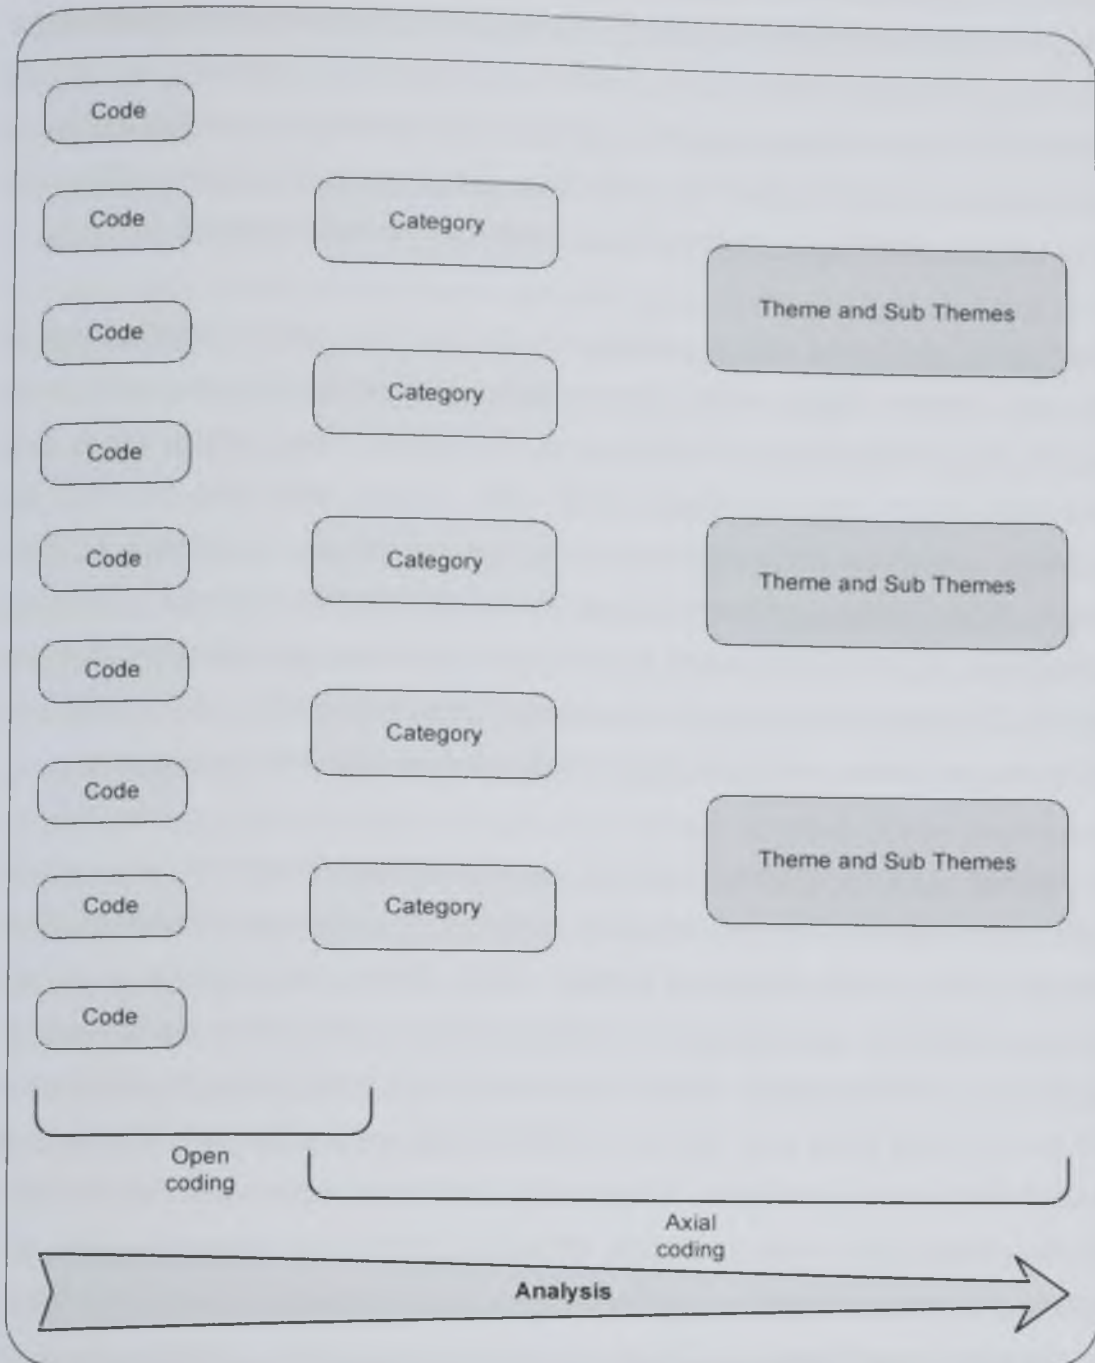 Code
Code
Code
Code
Code
Code
Code
Code
Code
Category
Category
Category
Category
Category
Theme and Sub Themes
Theme and Sub Themes
Theme and Sub Themes
Open
coding
Axial
coding
Analysis